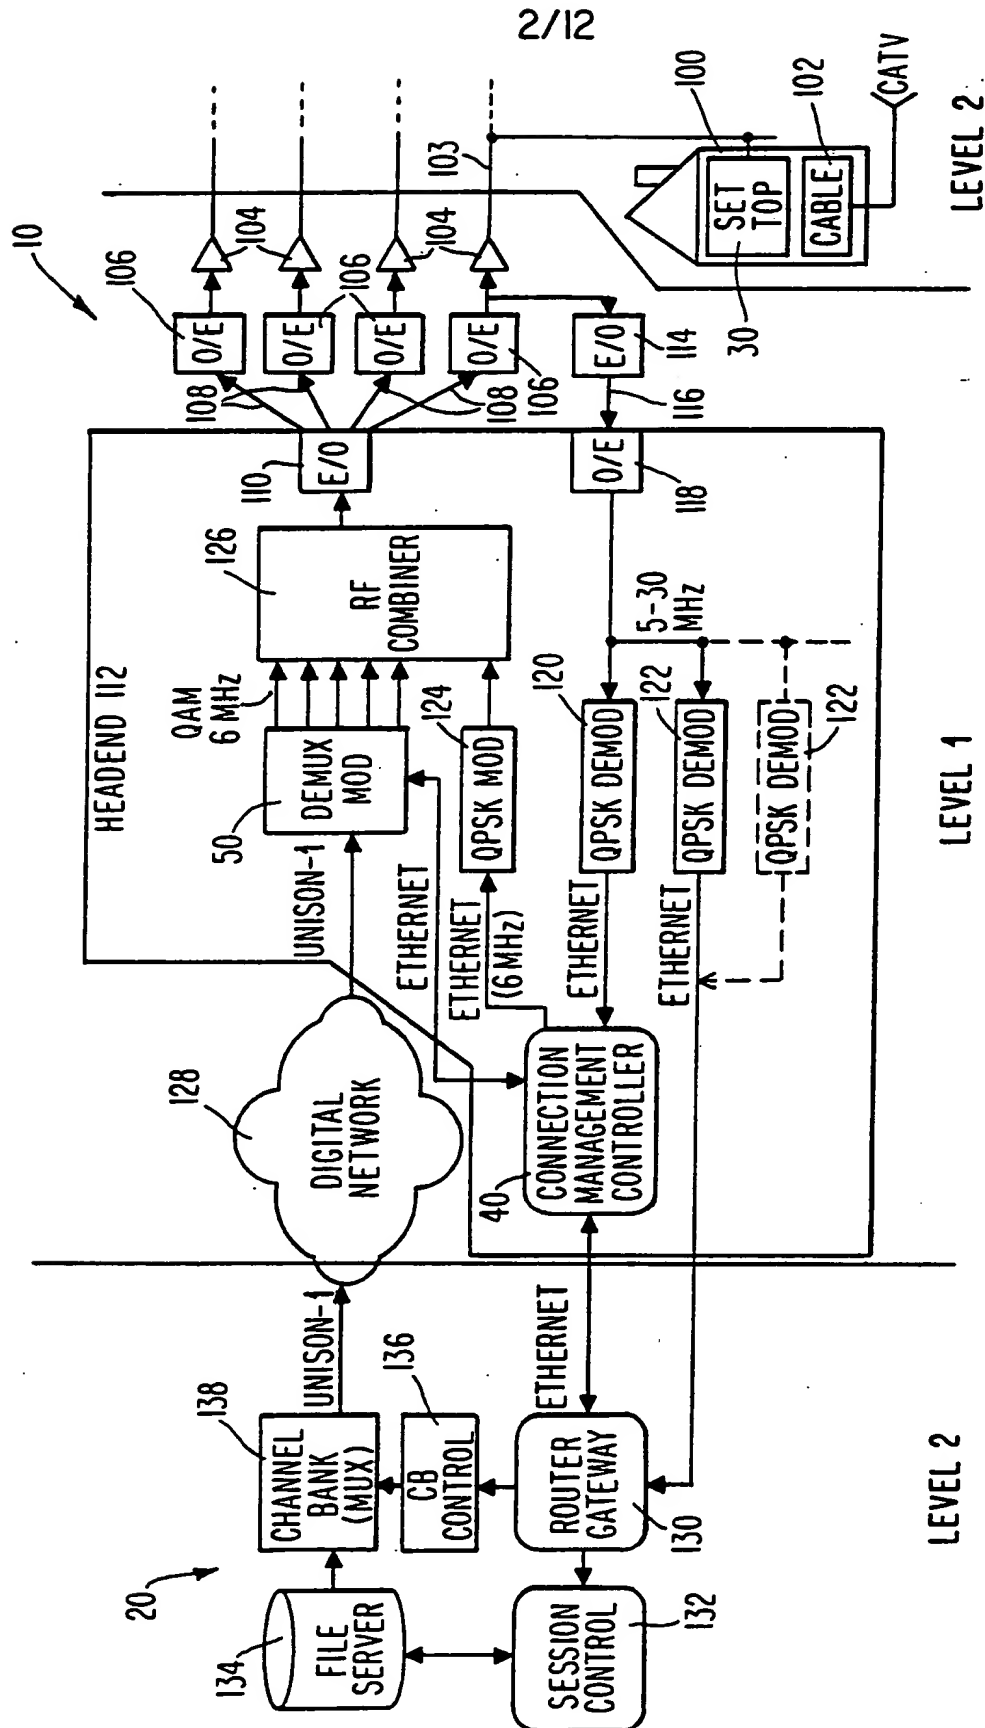 2/12
10
106
O/E
104
108
O/E
106
O/E
108
O/E
106
104
103
E/O
114
116
SET
TOP
30
100
CABLE
102
CATV
LEVEL 2
HEADEND 112
110
E/O
126
RF
COMBINER
QAM
6 MHz
50
DEMUX
MOD
124
QPSK MOD
O/E
118
5-30
MHz
120
QPSK DEMOD
122
QPSK DEMOD
QPSK DEMOD
122
UNISON-1
ETHERNET
ETHERNET
(6 MHz)
ETHERNET
ETHERNET
128
DIGITAL
NETWORK
40
CONNECTION
MANAGEMENT
CONTROLLER
LEVEL 1
20
134
FILE
SERVER
138
CHANNEL
BANK
(MUX)
UNISON-1
136
CB
CONTROL
ETHERNET
ROUTER
GATEWAY
130
SESSION
CONTROL
132
LEVEL 2